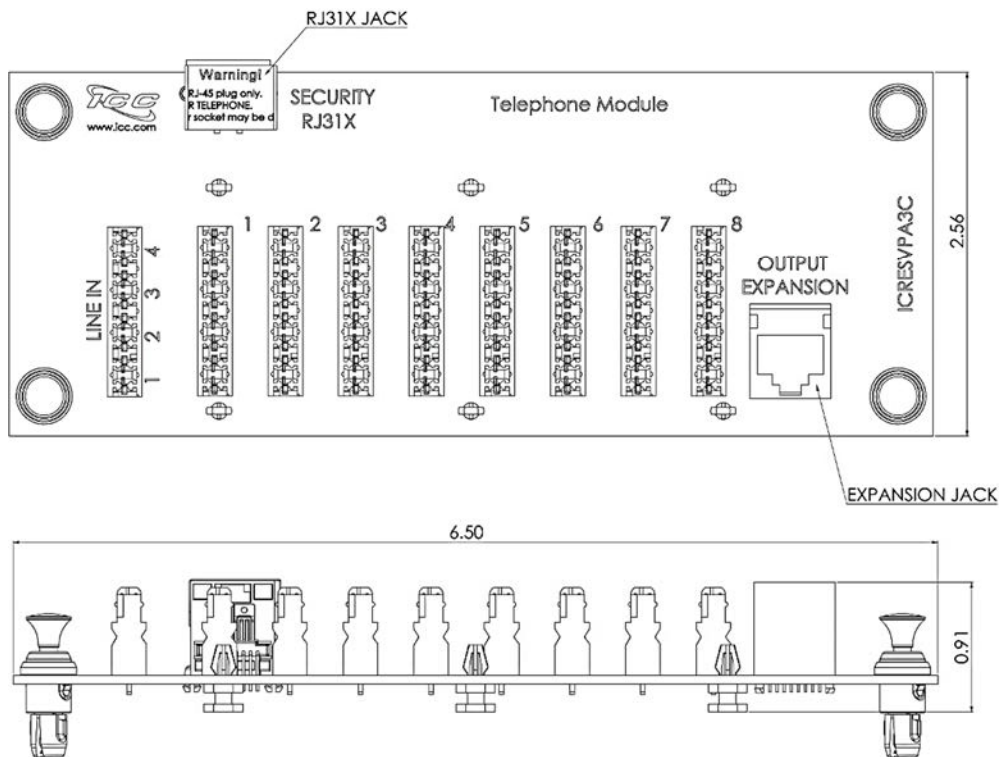 RJ31X JACK
Warning!
RJ-45 plug only.
R TELEPHONE.
r socket may be d
icc
www.icc.com
SECURITY
RJ31X
Telephone Module
ICRESVPA3C
2.56
LINE IN
4
3
2
1
1
2
3
4
5
6
7
8
OUTPUT
EXPANSION
EXPANSION JACK
6.50
0.91